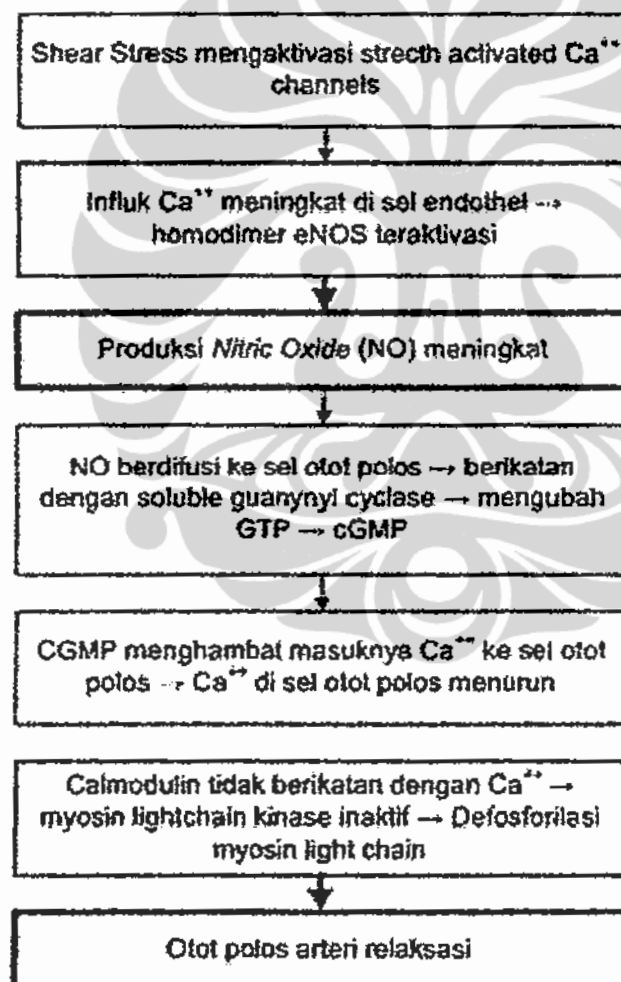 Shear Stress mengaktivasi strecth activated Ca⁺⁺
channels
Influk Ca⁺⁺ meningkat di sel endothel →
homodimer eNOS teraktivasi
Produksi Nitric Oxide (NO) meningkat
NO berdifusi ke sel otot polos → berikatan
dengan soluble guanynyl cyclase → mengubah
GTP → cGMP
CGMP menghambat masuknya Ca⁺⁺ ke sel otot
polos → Ca⁺⁺ di sel otot polos menurun
Calmodulin tidak berikatan dengan Ca⁺⁺ →
myosin lightchain kinase inaktif → Defosforilasi
myosin light chain
Otot polos arteri relaksasi